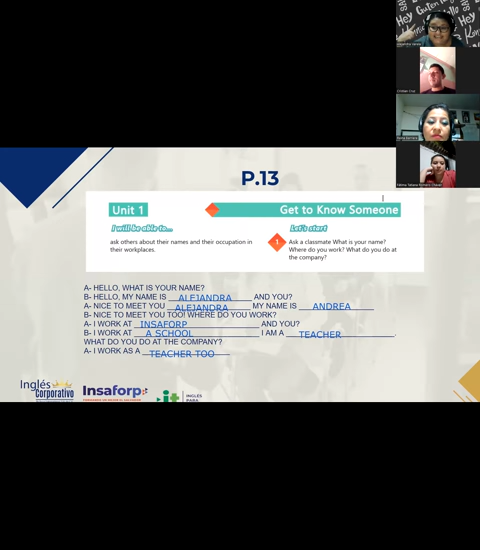 P.13
Unit 1
Get to Know Someone
I will be able to...
Let's start
ask others about their names and their occupation in
their workplaces.
1
Ask a classmate What is your name?
Where do you work? What do you do at
the company?
A- HELLO, WHAT IS YOUR NAME?
B- HELLO, MY NAME IS ALEJANDRA AND YOU?
A- NICE TO MEET YOU ALEJANDRA MY NAME IS ANDREA
B- NICE TO MEET YOU TOO! WHERE DO YOU WORK?
A- I WORK AT INSAFORP AND YOU?
B- I WORK AT A SCHOOL I AM A TEACHER.
WHAT DO YOU DO AT THE COMPANY?
A- I WORK AS A TEACHER TOO
Inglés
Corporativo
Insaforp
INGLÉS
PARA